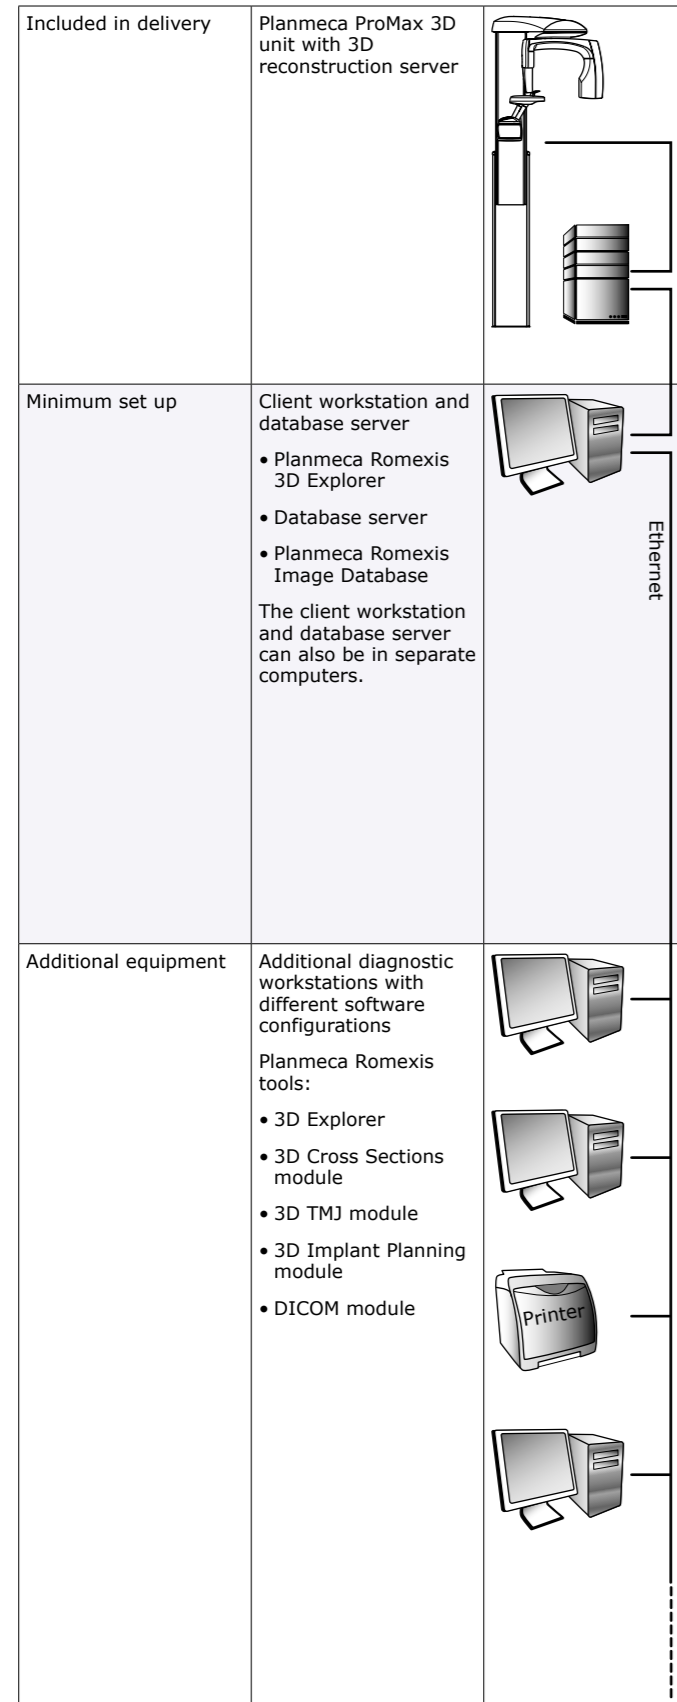 Included in delivery
Planmeca ProMax 3D
unit with 3D
reconstruction server
Minimum set up
Client workstation and
database server
• Planmeca Romexis
3D Explorer
• Database server
• Planmeca Romexis
Image Database
The client workstation
and database server
can also be in separate
computers.
Ethernet
Additional equipment
Additional diagnostic
workstations with
different software
configurations
Planmeca Romexis
tools:
• 3D Explorer
• 3D Cross Sections
module
• 3D TMJ module
• 3D Implant Planning
module
• DICOM module
Printer